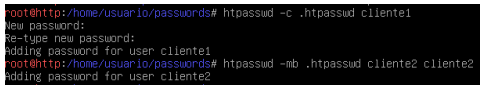 root@http:/home/usuario/passwords# htpasswd -c .htpasswd cliente1
New password:
Re-type new password:
Adding password for user cliente1
root@http:/home/usuario/passwords# htpasswd -mb .htpasswd cliente2 cliente2
Adding password for user cliente2